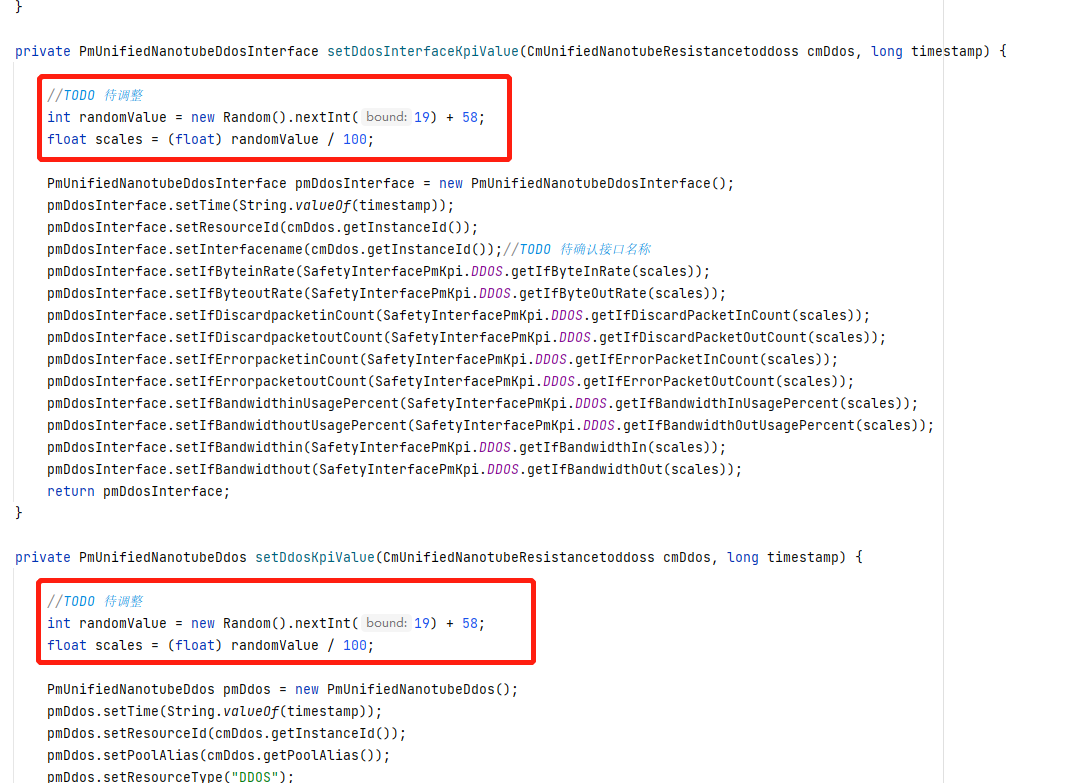 }
private PmUnifiedNanotubeDdosInterface setDdosInterfaceKpiValue(CmUnifiedNanotubeResistancetoddoss cmDdos, long timestamp) {
//TODO 待调整
int randomValue = new Random().nextInt( bound: 19) + 58;
float scales = (float) randomValue / 100;
PmUnifiedNanotubeDdosInterface pmDdosInterface = new PmUnifiedNanotubeDdosInterface();
pmDdosInterface.setTime(String.valueOf(timestamp));
pmDdosInterface.setResourceId(cmDdos.getInstanceId());
pmDdosInterface.setInterfacename(cmDdos.getInstanceId());//TODO 待确认接口名称
pmDdosInterface.setIfByteinRate(SafetyInterfacePmKpi.DDOS.getIfByteInRate(scales));
pmDdosInterface.setIfByteoutRate(SafetyInterfacePmKpi.DDOS.getIfByteOutRate(scales));
pmDdosInterface.setIfDiscardpacketinCount(SafetyInterfacePmKpi.DDOS.getIfDiscardPacketInCount(scales));
pmDdosInterface.setIfDiscardpacketoutCount(SafetyInterfacePmKpi.DDOS.getIfDiscardPacketOutCount(scales));
pmDdosInterface.setIfErrorpacketinCount(SafetyInterfacePmKpi.DDOS.getIfErrorPacketInCount(scales));
pmDdosInterface.setIfErrorpacketoutCount(SafetyInterfacePmKpi.DDOS.getIfErrorPacketOutCount(scales));
pmDdosInterface.setIfBandwidthinUsagePercent(SafetyInterfacePmKpi.DDOS.getIfBandwidthInUsagePercent(scales));
pmDdosInterface.setIfBandwidthoutUsagePercent(SafetyInterfacePmKpi.DDOS.getIfBandwidthOutUsagePercent(scales));
pmDdosInterface.setIfBandwidthin(SafetyInterfacePmKpi.DDOS.getIfBandwidthIn(scales));
pmDdosInterface.setIfBandwidthout(SafetyInterfacePmKpi.DDOS.getIfBandwidthOut(scales));
return pmDdosInterface;
}
private PmUnifiedNanotubeDdos setDdosKpiValue(CmUnifiedNanotubeResistancetoddoss cmDdos, long timestamp) {
//TODO 待调整
int randomValue = new Random().nextInt( bound: 19) + 58;
float scales = (float) randomValue / 100;
PmUnifiedNanotubeDdos pmDdos = new PmUnifiedNanotubeDdos();
pmDdos.setTime(String.valueOf(timestamp));
pmDdos.setResourceId(cmDdos.getInstanceId());
pmDdos.setPoolAlias(cmDdos.getPoolAlias());
pmDdos.setResourceType("DDOS");